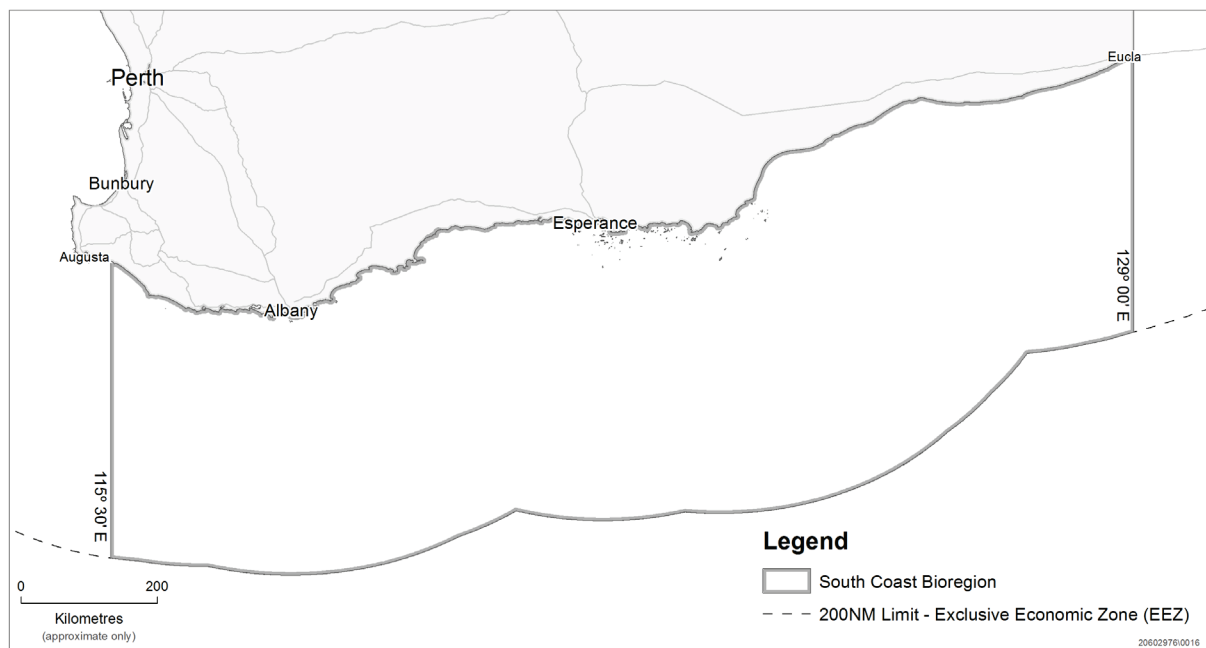 Eucla
Perth
Bunbury
Esperance
Augusta
Albany
129° 00' E
115° 30' E
Legend
South Coast Bioregion
200NM Limit - Exclusive Economic Zone (EEZ)
0 200
Kilometres
(approximate only)
20602976\0016